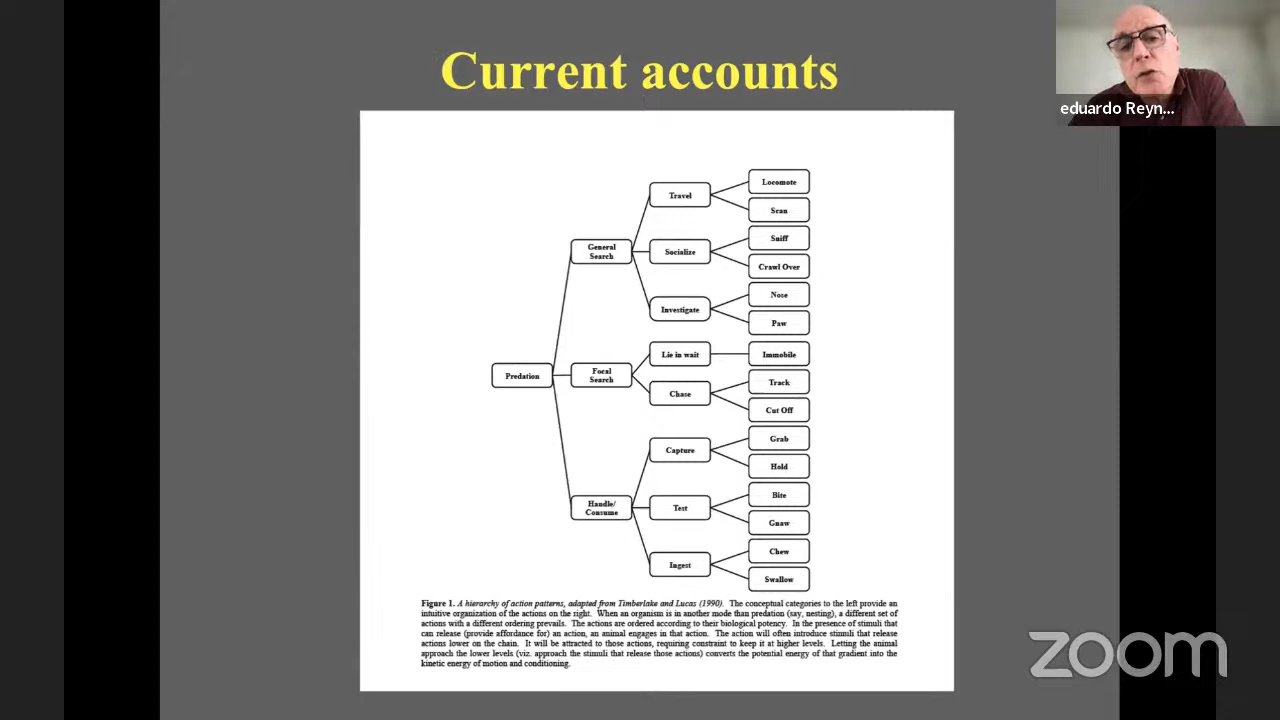 Current accounts
eduardo Reyn...
Locomote
Travel
Scan
Sniff
General
Search
Socialize
Crawl Over
Nose
Investigate
Paw
Lie in wait
Immobile
Predation
Focal
Search
Track
Chase
Cut Off
Grab
Capture
Hold
Bite
Handle/
Consume
Test
Gnaw
Chew
Ingest
Swallow
Figure 1. A hierarchy of action patterns, adapted from Timberlake and Lucas (1990). The conceptual categories to the left provide an
intuitive organization of the actions on the right. When an organism is in another mode than predation (say, nesting), a different set of
actions with a different ordering prevails. The actions are ordered according to their biological potency. In the presence of stimuli that
can release (provide affordance for) an action, an animal engages in that action. The action will often introduce stimuli that release
actions lower on the chain. It will be attracted to those actions, requiring constraint to keep it at higher levels. Letting the animal
approach the lower levels (viz. approach the stimuli that release those actions) converts the potential energy of that gradient into the
kinetic energy of motion and conditioning.
zoom